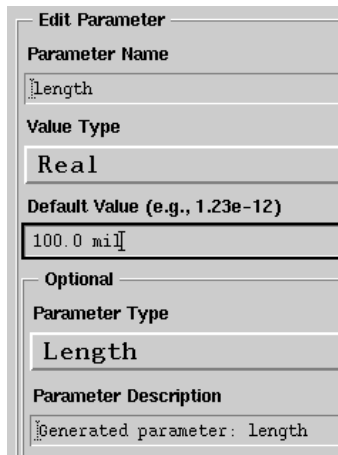 Edit Parameter
Parameter Name
length
Value Type
Real
Default Value (e.g., 1.23e-12)
100.0 mil
Optional
Parameter Type
Length
Parameter Description
Generated parameter: length